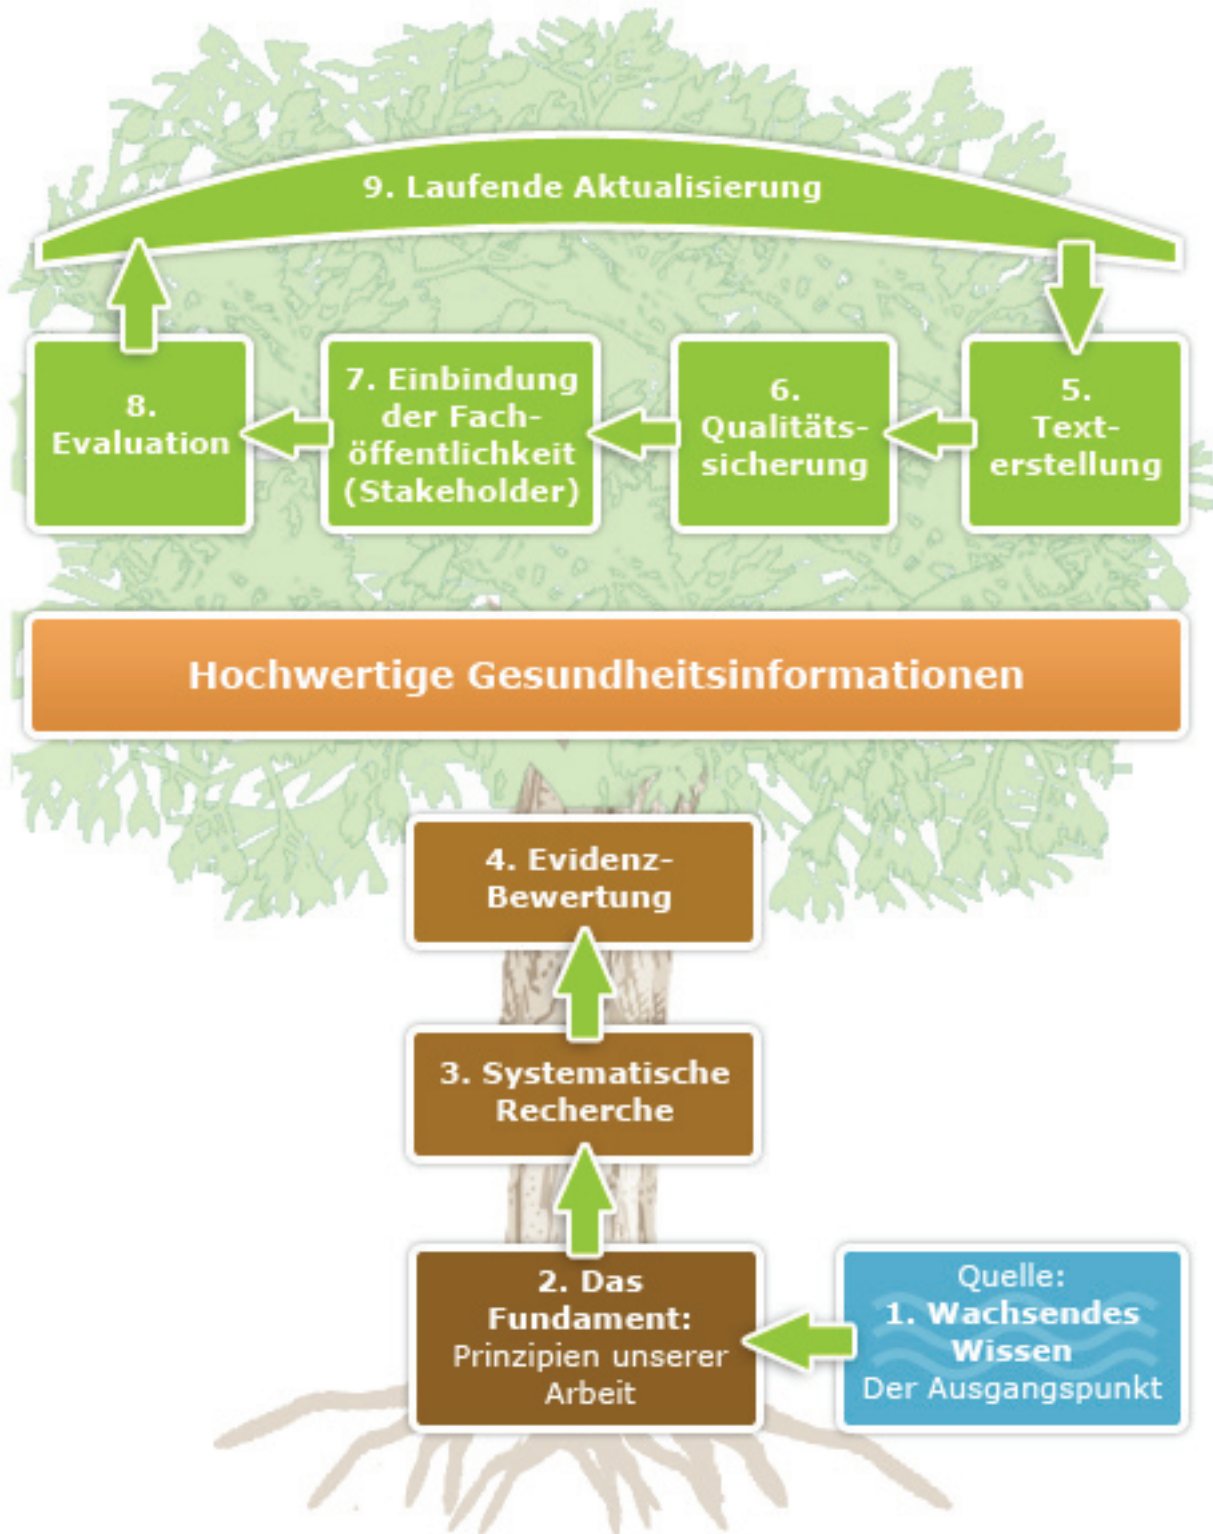 9. Laufende Aktualisierung
8.
Evaluation
7. Einbindung
der Fach-
öffentlichkeit
(Stakeholder)
6.
Qualitäts-
sicherung
5.
Text-
erstellung
Hochwertige Gesundheitsinformationen
4. Evidenz-
Bewertung
3. Systematische
Recherche
2. Das
Fundament:
Prinzipien unserer
Arbeit
Quelle:
1. Wachsendes
Wissen
Der Ausgangspunkt